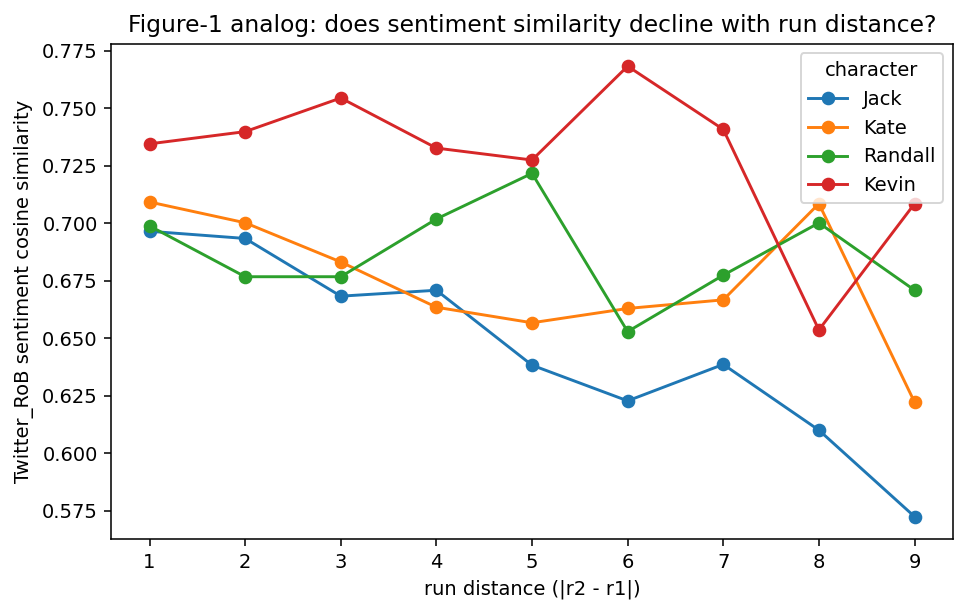 Figure-1 analog: does sentiment similarity decline with run distance?
Twitter_RoB sentiment cosine similarity
0.775
0.750
0.725
0.700
0.675
0.650
0.625
0.600
0.575
character
Jack
Kate
Randall
Kevin
1 2 3 4 5 6 7 8 9
run distance (|r2 - r1|)